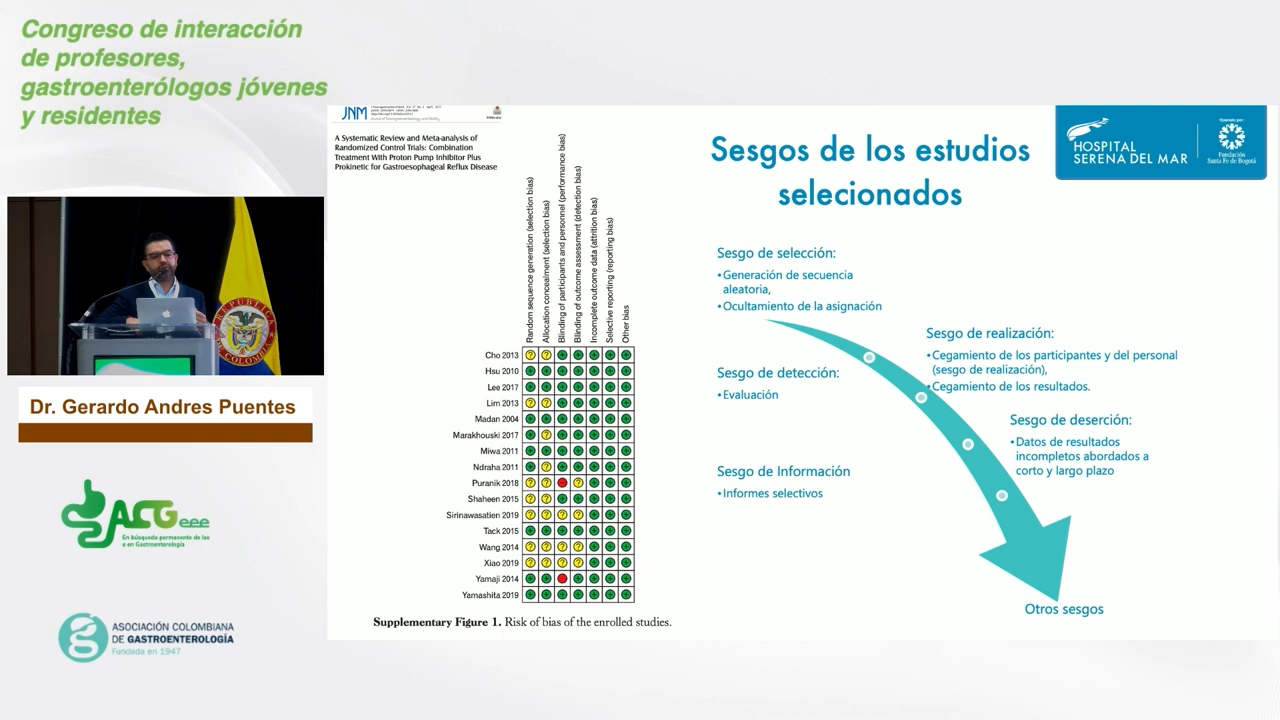 Congreso de interacción
de profesores,
gastroenterólogos jóvenes
y residentes
Dr. Gerardo Andres Puentes
ACGeee
En búsqueda permanente de las
e en Gastroenterología
ASOCIACIÓN COLOMBIANA
DE GASTROENTEROLOGÍA
Fundada en 1947
JNM
A Systematic Review and Meta-analysis of
Randomized Control Trials: Combination
Treatment With Proton Pump Inhibitor Plus
Prokinetic for Gastroesophageal Reflux Disease
Random sequence generation (selection bias)
Allocation concealment (selection bias)
Blinding of participants and personnel (performance bias)
Blinding of outcome assessment (detection bias)
Incomplete outcome data (attrition bias)
Selective reporting (reporting bias)
Other bias
Cho 2013 ? ? + + + + +
Hsu 2010 + + + + + + +
Lee 2017 + + + + + + +
Lim 2013 ? ? + + + + +
Madan 2004 + + + + + + +
Marakhouski 2017 + ? + + + + +
Miwa 2011 + + + + + + +
Ndraha 2011 + ? + + + + +
Puranik 2018 ? ? - ? + + +
Shaheen 2015 ? ? + + + + +
Sirinawasatien 2019 ? ? ? ? + + +
Tack 2015 + + + + + + +
Wang 2014 ? ? ? ? + + +
Xiao 2019 ? ? ? ? + + +
Yamaji 2014 + + - + + + +
Yamashita 2019 + + + + + + +
Supplementary Figure 1. Risk of bias of the enrolled studies.
Sesgos de los estudios
selecionados
HOSPITAL
SERENA DEL MAR
Operado por:
Fundación
Santa Fe de Bogotá
Sesgo de selección:
•Generación de secuencia
aleatoria,
•Ocultamiento de la asignación
Sesgo de realización:
•Cegamiento de los participantes y del personal
(sesgo de realización),
•Cegamiento de los resultados.
Sesgo de detección:
•Evaluación
Sesgo de deserción:
•Datos de resultados
incompletos abordados a
corto y largo plazo
Sesgo de Información
•Informes selectivos
Otros sesgos
REPÚBLICA
DE COLOMBIA